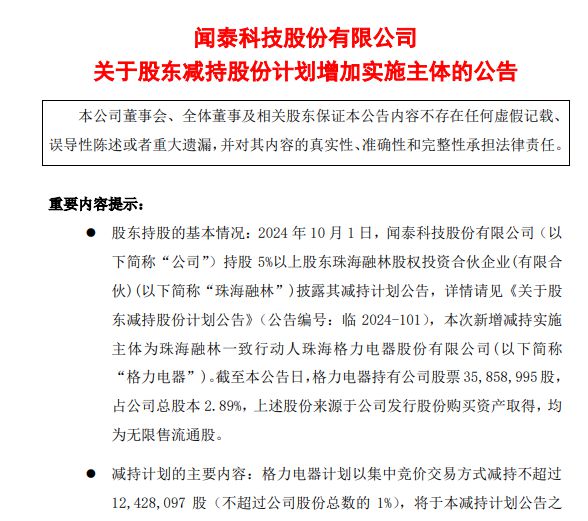 闻泰科技股份有限公司
关于股东减持股份计划增加实施主体的公告
本公司董事会、全体董事及相关股东保证本公告内容不存在任何虚假记载、
误导性陈述或者重大遗漏，并对其内容的真实性、准确性和完整性承担法律责任。
重要内容提示：
● 股东持股的基本情况：2024 年 10 月 1 日，闻泰科技股份有限公司（以
下简称“公司”）持股 5%以上股东珠海融林股权投资合伙企业(有限合
伙)(以下简称“珠海融林”)披露其减持计划公告，详情请见《关于股
东减持股份计划公告》（公告编号：临 2024-101），本次新增减持实施
主体为珠海融林一致行动人珠海格力电器股份有限公司(以下简称
“格力电器”)。截至本公告日，格力电器持有公司股票 35,858,995 股，
占公司总股本 2.89%，上述股份来源于公司发行股份购买资产取得，均
为无限售流通股。
● 减持计划的主要内容：格力电器计划以集中竞价交易方式减持不超过
12,428,097 股（不超过公司股份总数的 1%），将于本减持计划公告之